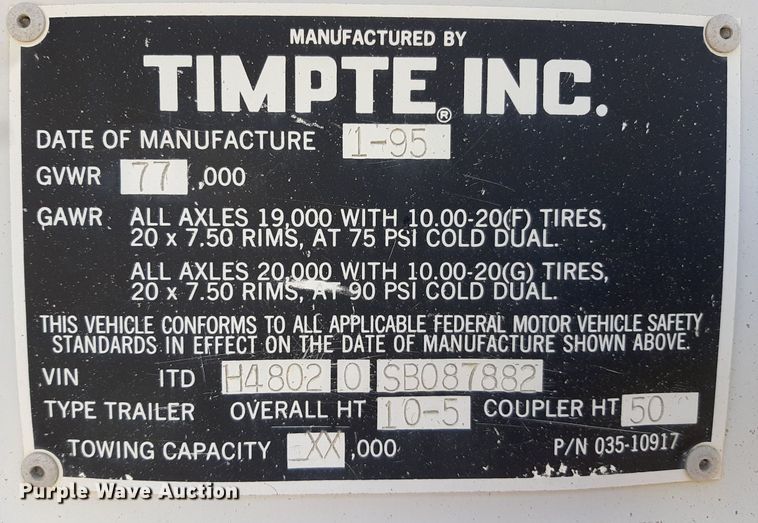 MANUFACTURED BY
TIMPTE® INC.
DATE OF MANUFACTURE 1-95
GVWR 77 ,000
GAWR ALL AXLES 19,000 WITH 10.00-20(F) TIRES,
20 x 7.50 RIMS, AT 75 PSI COLD DUAL.
ALL AXLES 20,000 WITH 10.00-20(G) TIRES,
20 x 7.50 RIMS, AT 90 PSI COLD DUAL.
THIS VEHICLE CONFORMS TO ALL APPLICABLE FEDERAL MOTOR VEHICLE SAFETY
STANDARDS IN EFFECT ON THE DATE OF MANUFACTURE SHOWN ABOVE.
VIN 1TD H4802 0 SB087882
TYPE TRAILER OVERALL HT 10-5 COUPLER HT 50
TOWING CAPACITY XX ,000 P/N 035-10917
Purple Wave Auction